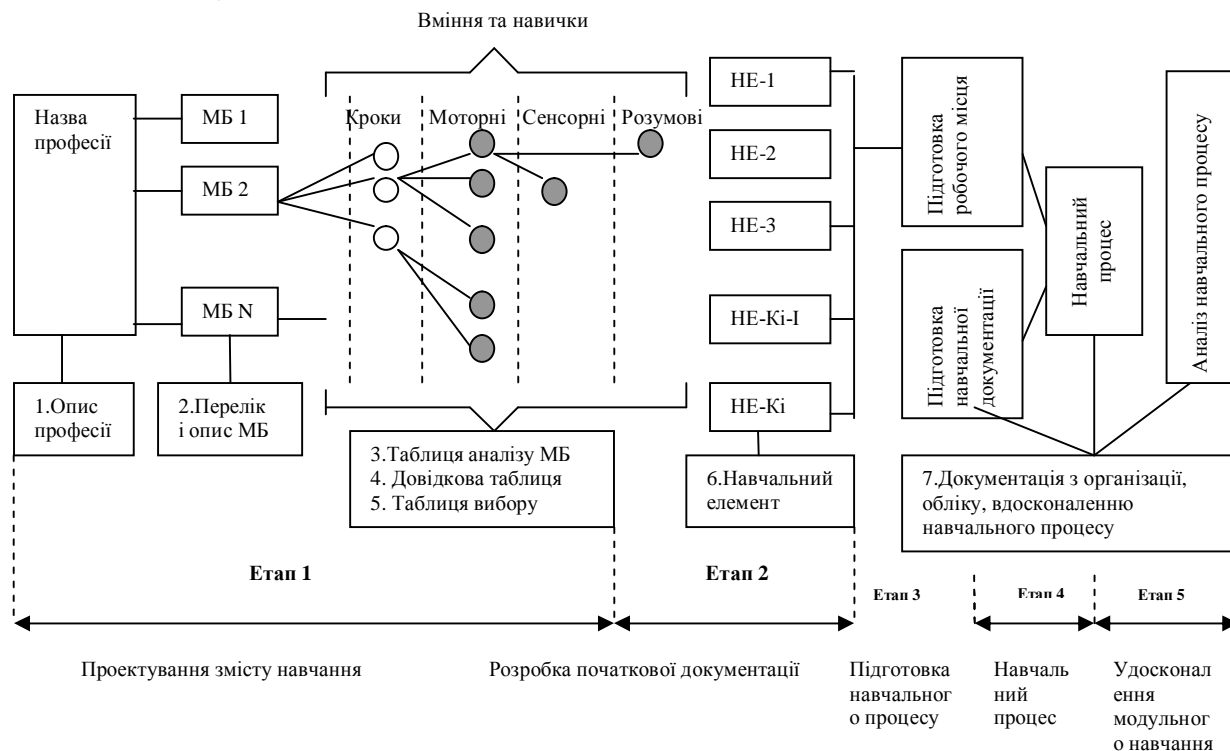 Вміння та навички
Назва
професії
МБ 1
МБ 2
МБ N
Кроки
Моторні
Сенсорні
Розумові
НЕ-1
НЕ-2
НЕ-3
НЕ-Кі-І
НЕ-Кі
Підготовка
робочого місця
Підготовка
навчальної
документації
Навчальний
процес
Аналіз навчального процесу
1.Опис
професії
2.Перелік
і опис МБ
3.Таблиця аналізу МБ
4. Довідкова таблиця
5. Таблиця вибору
6.Навчальний
елемент
7.Документація з організації,
обліку, вдосконаленню
навчального процесу
Етап 1
Етап 2
Етап 3
Етап 4
Етап 5
Проектування змісту навчання
Розробка початкової документації
Підготовка
навчальног
о процесу
Навчаль
ний
процес
Удосконал
ення
модульног
о навчання